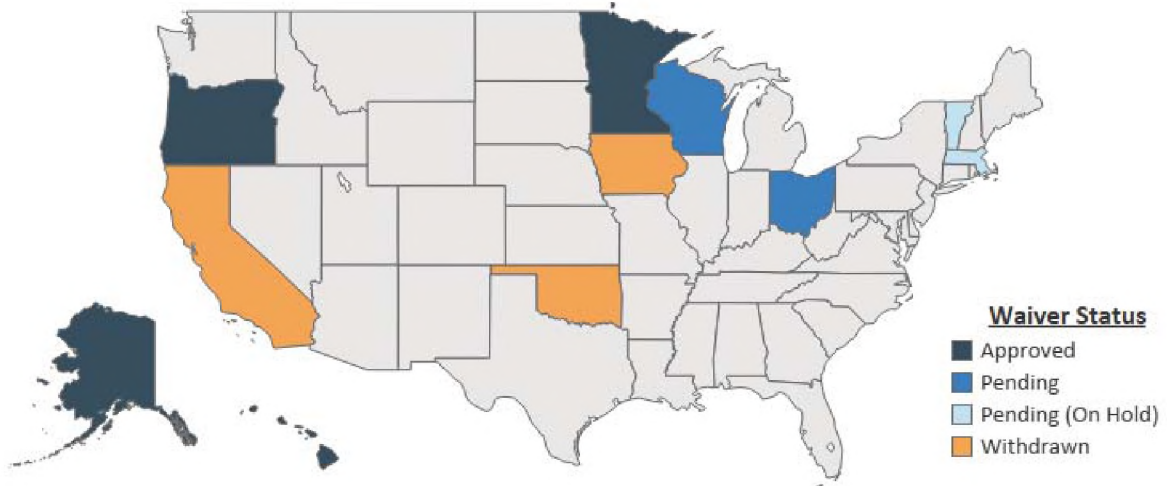 Waiver Status
Approved
Pending
Pending (On Hold)
Withdrawn